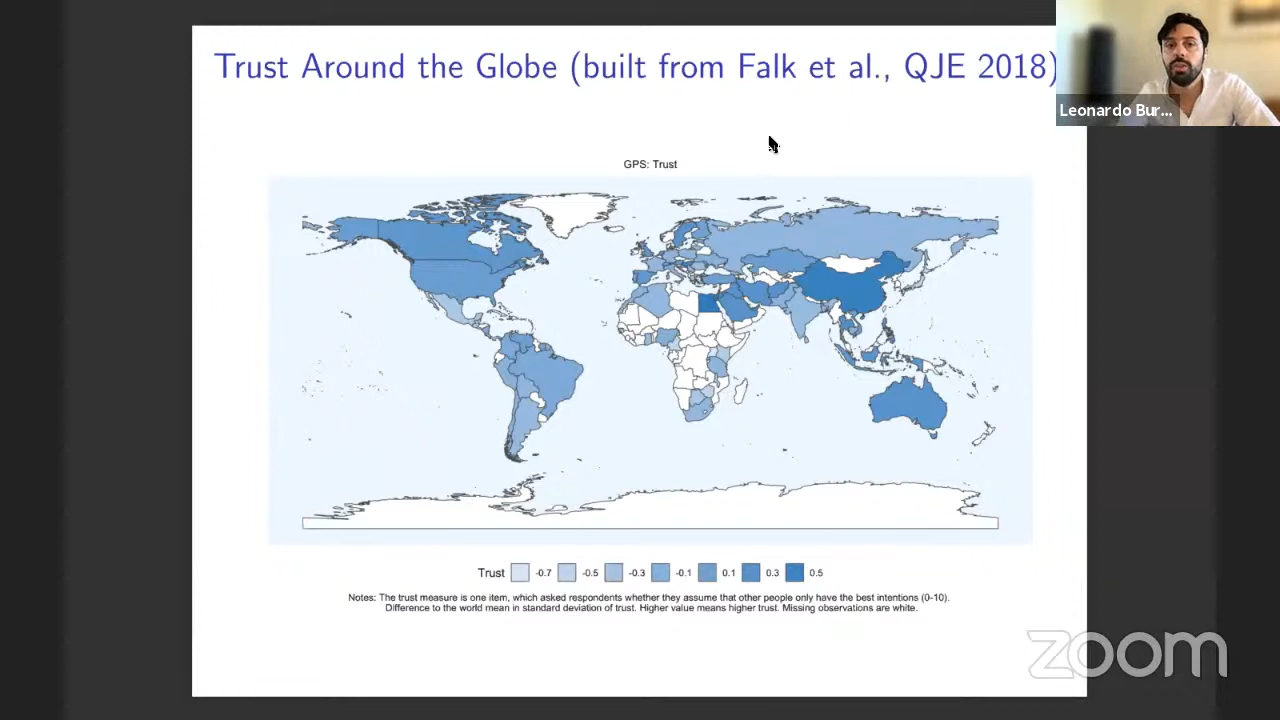 Trust Around the Globe (built from Falk et al., QJE 2018)
Leonardo Bur...
GPS: Trust
Trust -0.7 -0.5 -0.3 -0.1 0.1 0.3 0.5
Notes: The trust measure is one item, which asked respondents whether they assume that other people only have the best intentions (0-10).
Difference to the world mean in standard deviation of trust. Higher value means higher trust. Missing observations are white.
zoom